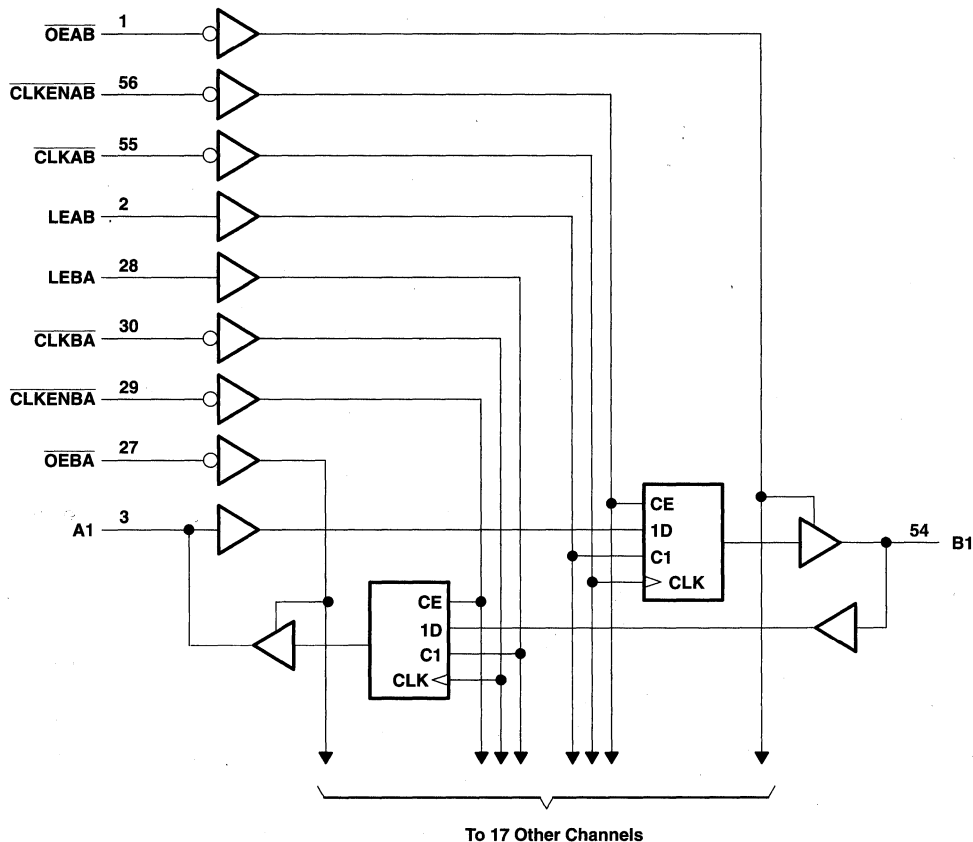 OEAB 1
CLKENAB 56
CLKAB 55
LEAB 2
LEBA 28
CLKBA 30
CLKENBA 29
OEBA 27
A1 3
CE
1D
C1
CLK
54 B1
CE
1D
C1
CLK
To 17 Other Channels